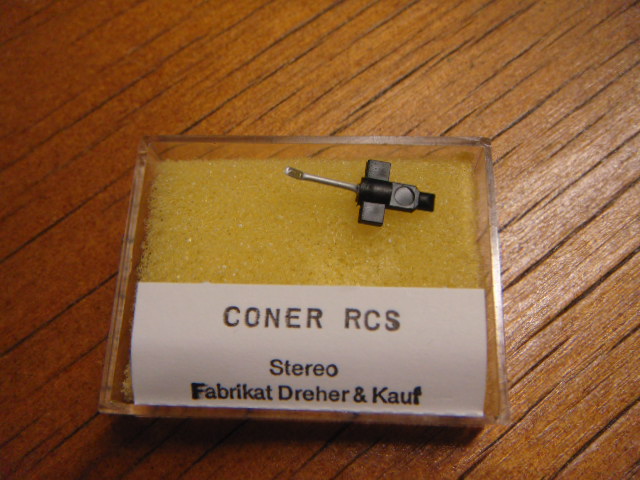 CONER RCS
Stereo
Fabrikat Dreher & Kauf